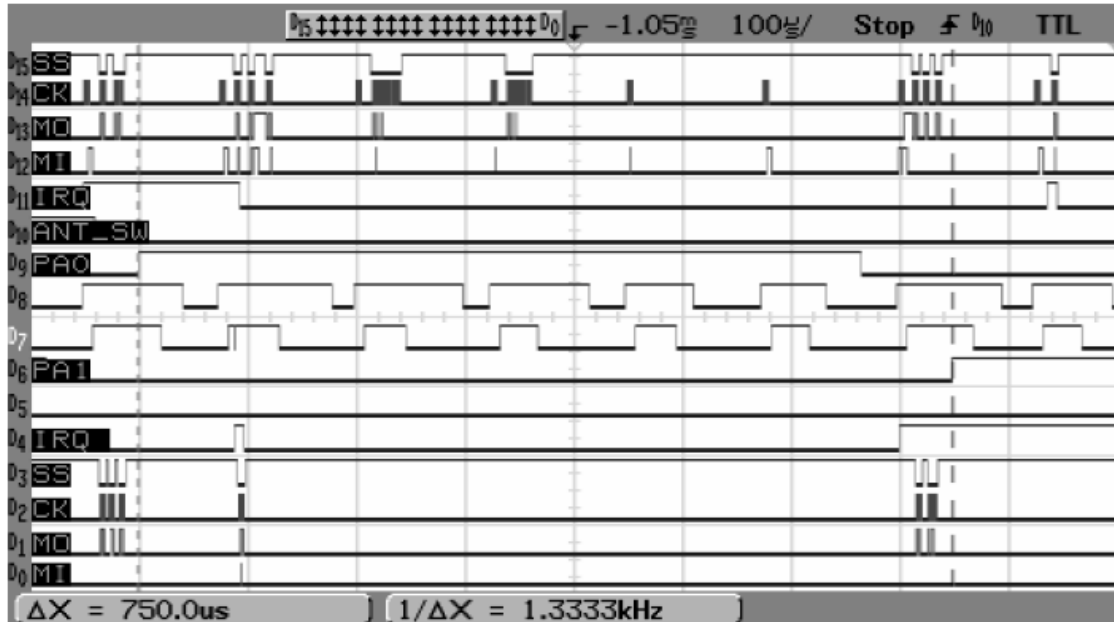 D15 D0 -1.05ms 100us/ Stop D10 TTL
D15 SS
D14 CK
D13 MO
D12 MI
D11 IRQ
D10 ANT_SW
D9 PA0
D8
D7
D6 PA1
D5
D4 IRQ
D3 SS
D2 CK
D1 MO
D0 MI
ΔX = 750.0us 1/ΔX = 1.3333kHz